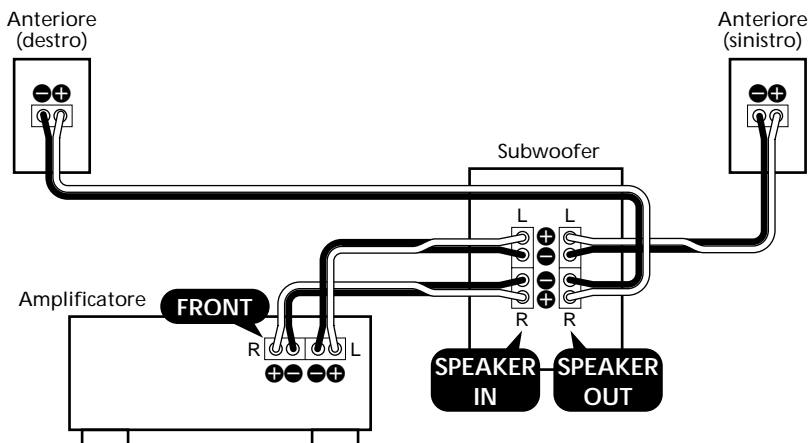 Anteriore
(destro)
Anteriore
(sinistro)
− +
− +
Subwoofer
L L
+
−
−
+
R R
Amplificatore
FRONT
R L
+ − − +
SPEAKER
IN
SPEAKER
OUT